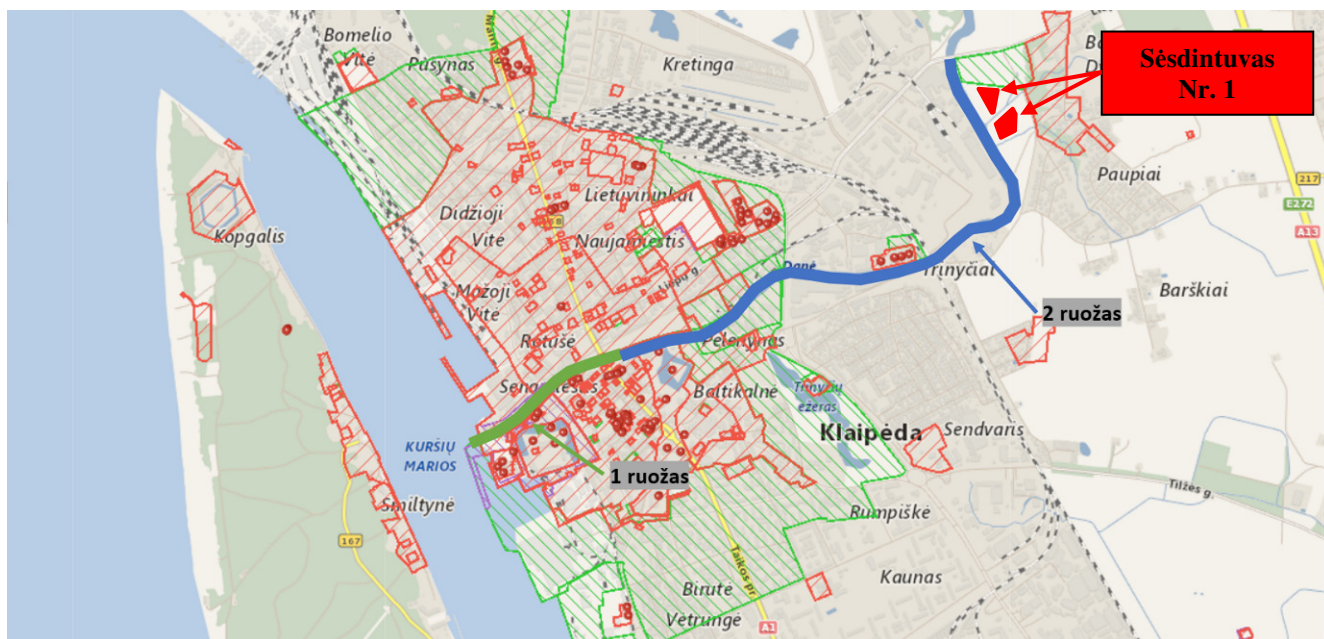 Bomelio
Vitė
Pušynas
Kretinga
Sėsdintuvas
Nr. 1
Paupiai
217
E272
A13
Kopgalis
Didžioji
Vitė
Lietuvininkai
Naujamiestis
Liepų g.
Danė
Trinyčiai
Barškiai
2 ruožas
Mažoji
Vitė
Rotušė
Pelenynas
Baltikalnė
Trinyčių
ežeras
Klaipėda
Sendvaris
KURŠIŲ
MARIOS
1 ruožas
Smiltynė
Tilžės g.
Rumpiškė
167
Taikos pr.
Kaunas
Birutė
Vėtrungė
A1